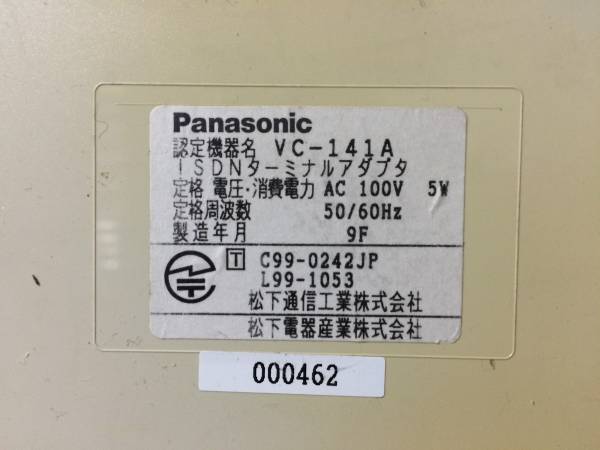 Panasonic
認定機器名 VC-141A
ISDNターミナルアダプタ
定格 電圧・消費電力 AC 100V 5W
定格周波数 50/60Hz
製造年月 9F
T C99-0242JP
L99-1053
松下通信工業株式会社
松下電器産業株式会社
000462